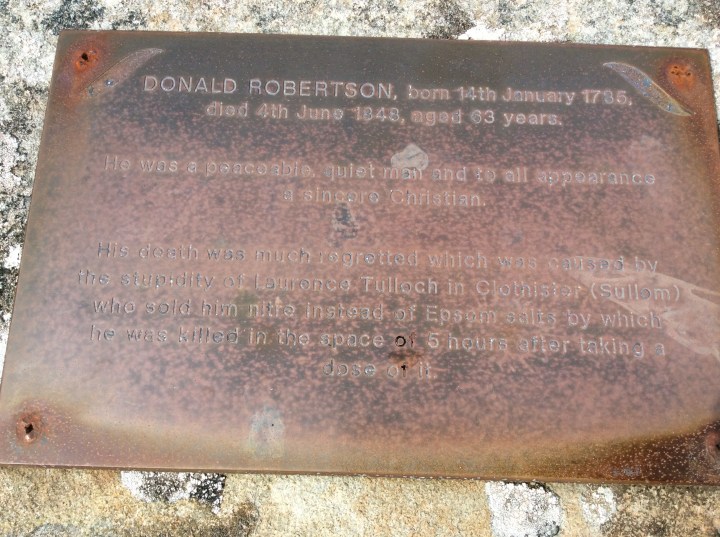 DONALD ROBERTSON, born 14th January 1785,
died 4th June 1848, aged 63 years.
He was a peaceable, quiet man and to all appearance
a sincere Christian.
His death was much regretted which was caused by
the stupidity of Laurence Tulloch in Clothister (Sullom)
who sold him nitre instead of Epsom salts by which
he was killed in the space of 5 hours after taking a
dose of it